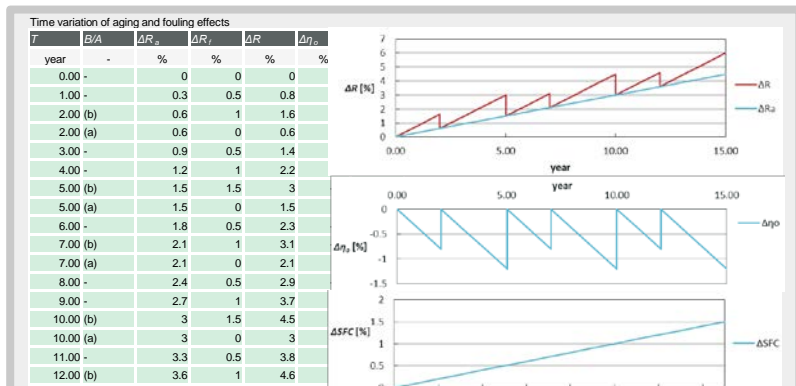 Time variation of aging and fouling effects
T B/A ΔR a ΔR f ΔR Δη o
year - % % % %
0.00 - 0 0 0
1.00 - 0.3 0.5 0.8
2.00 (b) 0.6 1 1.6
2.00 (a) 0.6 0 0.6
3.00 - 0.9 0.5 1.4
4.00 - 1.2 1 2.2
5.00 (b) 1.5 1.5 3
5.00 (a) 1.5 0 1.5
6.00 - 1.8 0.5 2.3
7.00 (b) 2.1 1 3.1
7.00 (a) 2.1 0 2.1
8.00 - 2.4 0.5 2.9
9.00 - 2.7 1 3.7
10.00 (b) 3 1.5 4.5
10.00 (a) 3 0 3
11.00 - 3.3 0.5 3.8
12.00 (b) 3.6 1 4.6
7
6
5
4
3
2
1
0
ΔR [%]
0.00 5.00 10.00 15.00
year
ΔR
ΔRa
year
0.00 5.00 10.00 15.00
0
-0.5
-1
-1.5
Δηo [%]
Δηo
2
1.5
1
0.5
0
ΔSFC [%]
ΔSFC